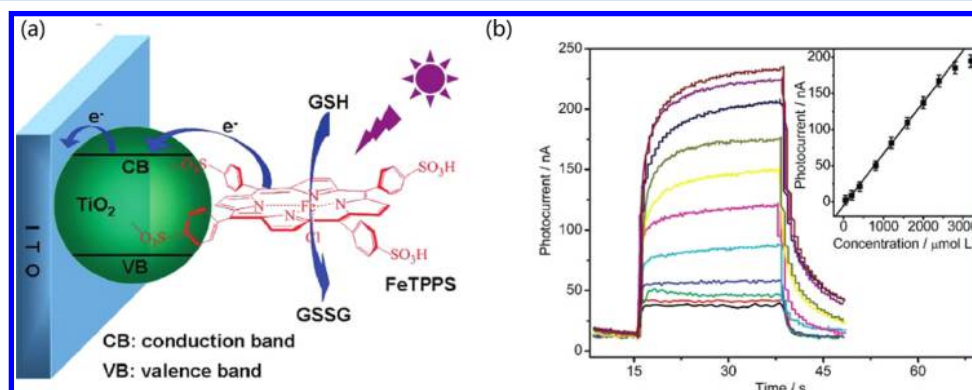 (a)
e⁻
CB
TiO₂
VB
ITO
e⁻
GSH
SO₃H
SO₃H
N
N
N
N
Fe
Cl
FeTPPS
GSSG
CB: conduction band
VB: valence band
(b)
Photocurrent / nA
250
200
150
100
50
0
15
30
45
60
Time / s
Photocurrent / nA
200
150
100
50
0
0
1000
2000
3000
Concentration / μmol L